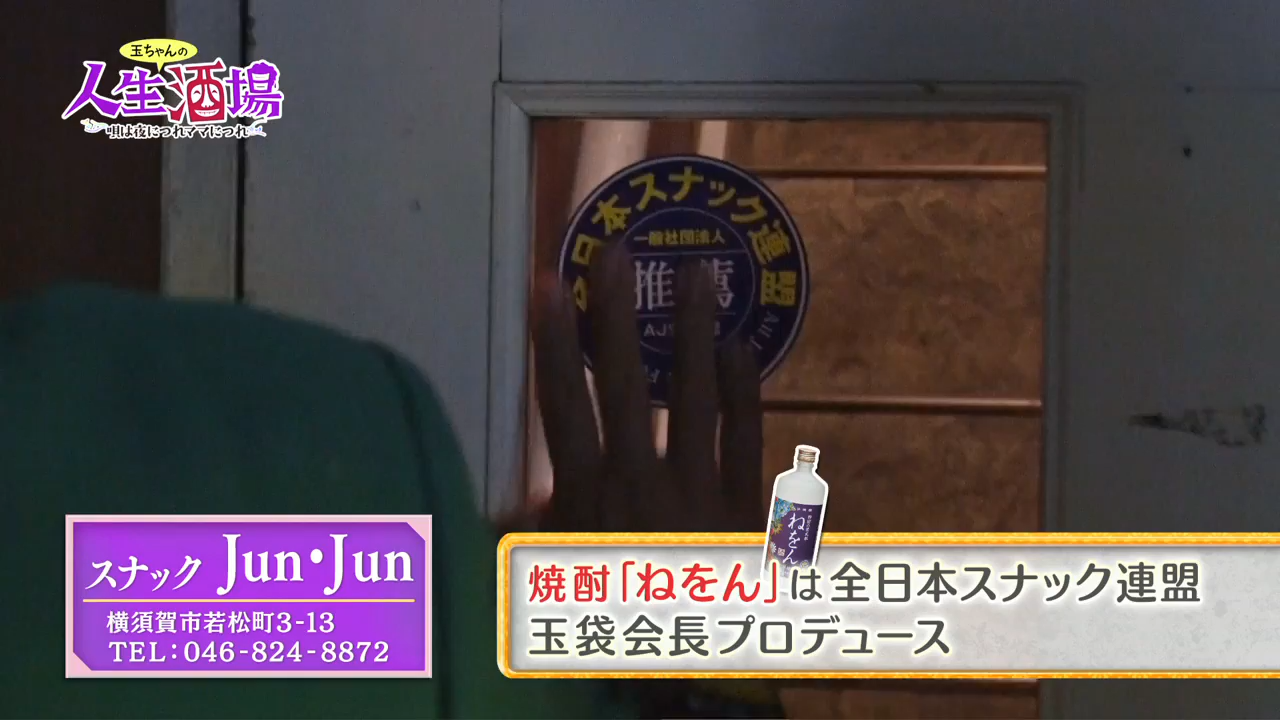 玉ちゃんの
人生酒場
唄は夜につれママにつれ
全日本スナック連盟
一般社団法人
推薦
スナック Jun・Jun
横須賀市若松町3-13
TEL:046-824-8872
ねをん
焼酎「ねをん」は全日本スナック連盟
玉袋会長プロデュース